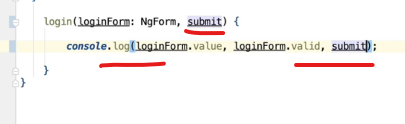 }
login(loginForm: NgForm, submit) {
console.log(loginForm.value, loginForm.valid, submit);
}
}